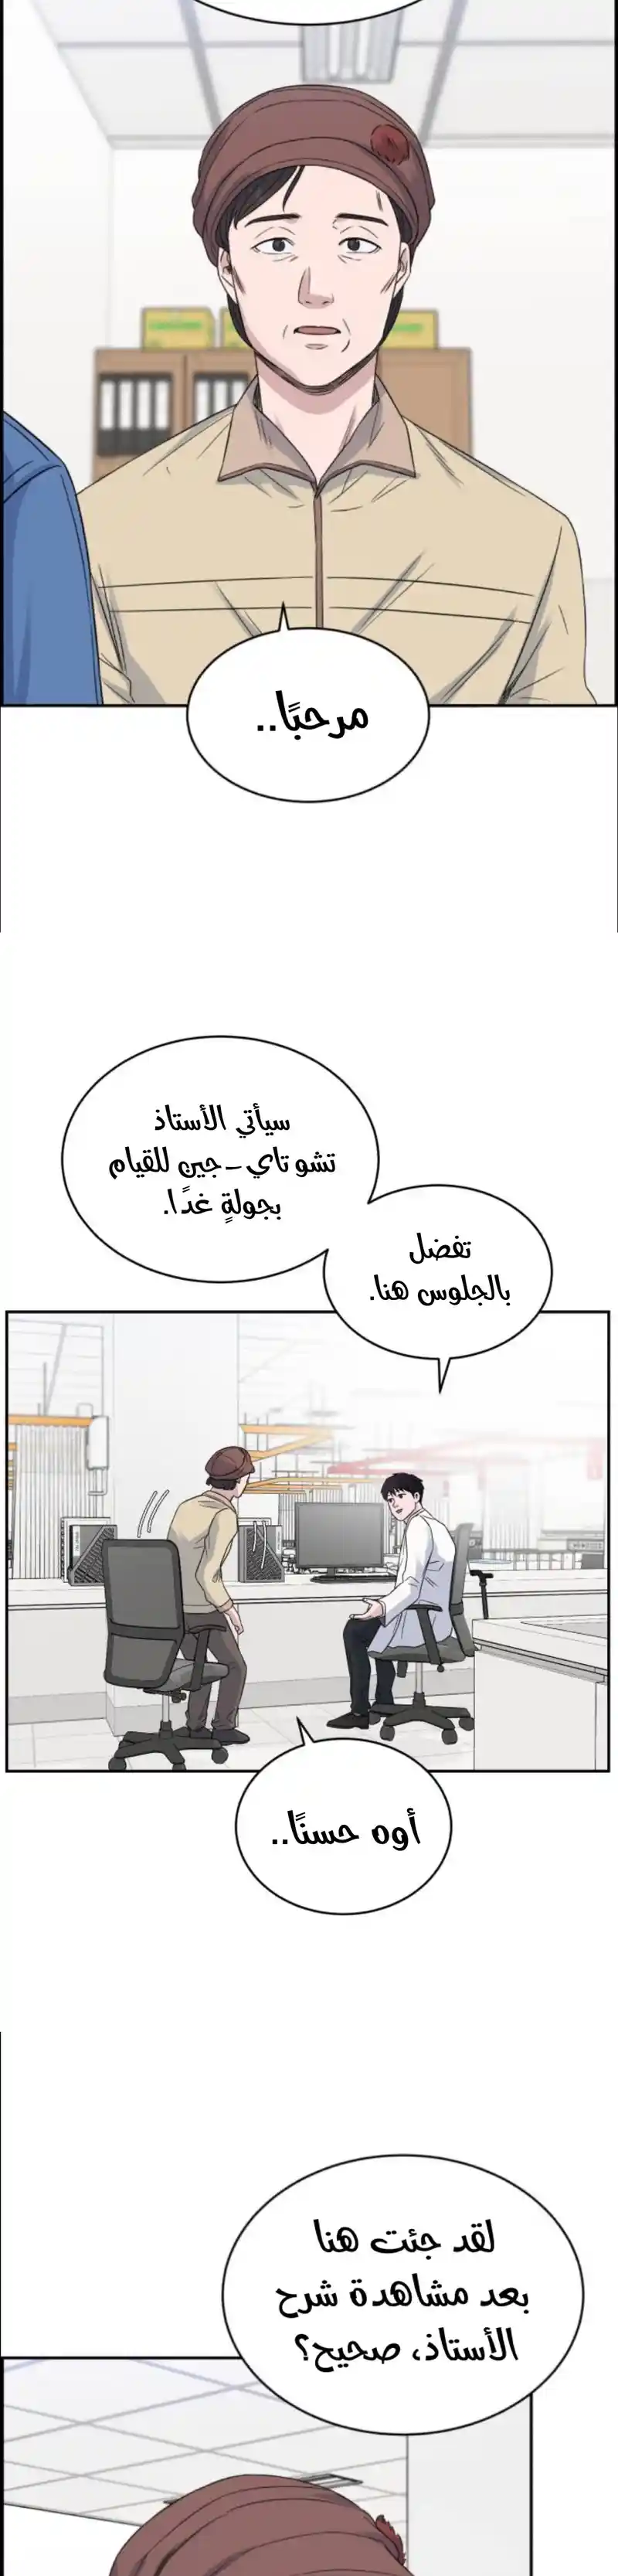 مرحبًا..
سيأتي الأستاذ
تشو تاي-جين للقيام
بجولةٍ غدًا.
تفضل
بالجلوس هنا.
أوه حسنًا..
لقد جئت هنا
بعد مشاهدة شرح
الأستاذ، صحيح؟